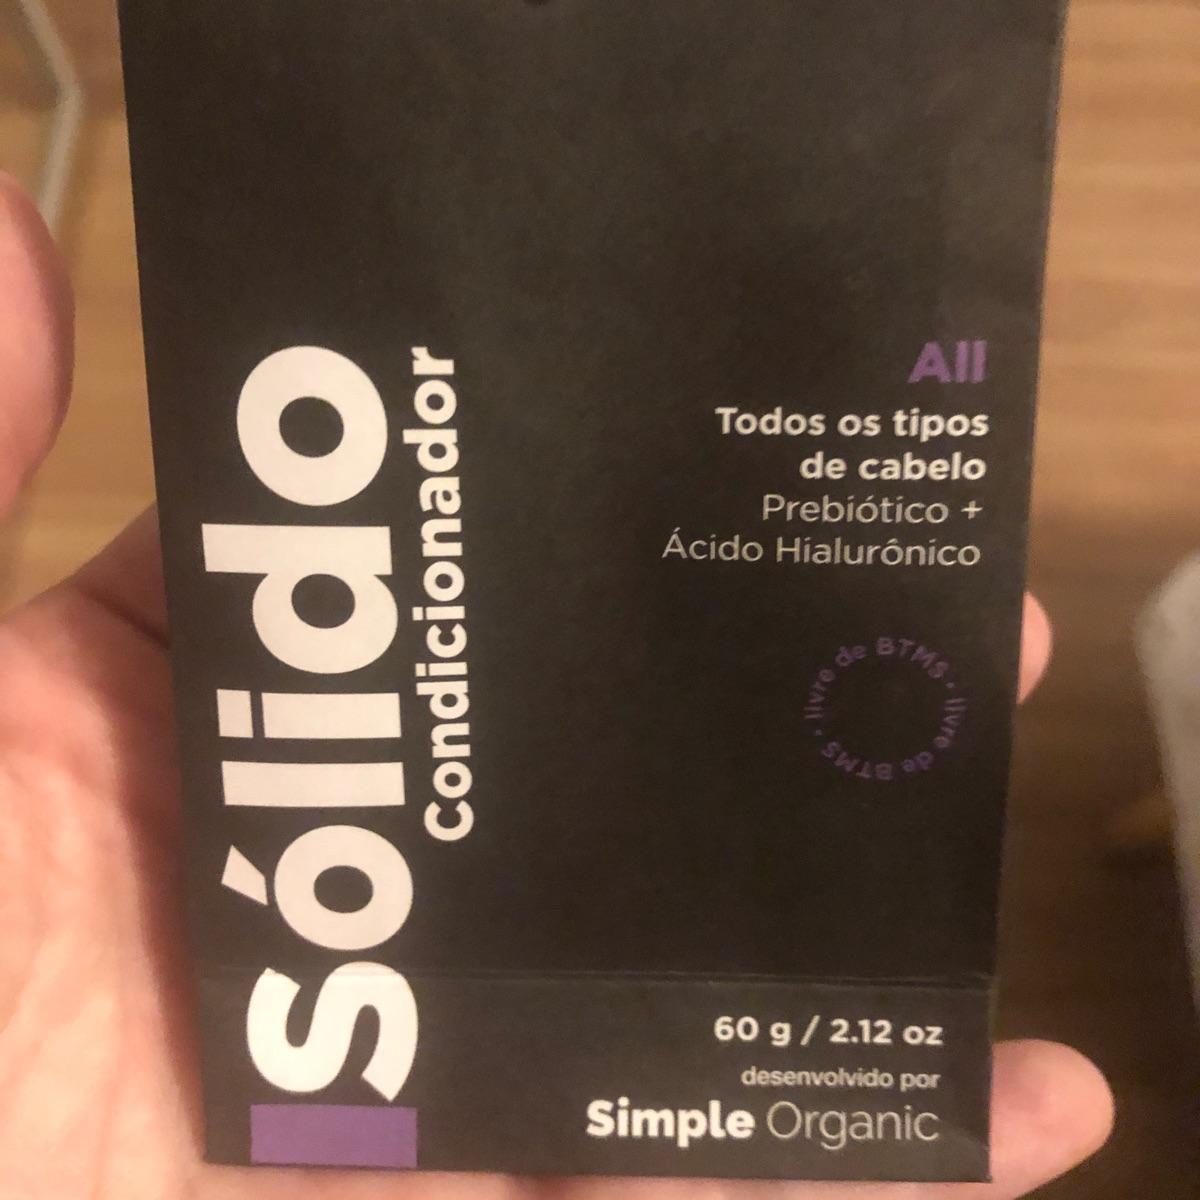 Sólido
Condicionador
All
Todos os tipos
de cabelo
Prebiótico +
Ácido Hialurônico
livre de BTMS · livre de BTMS ·
60 g / 2.12 oz
desenvolvido por
Simple Organic